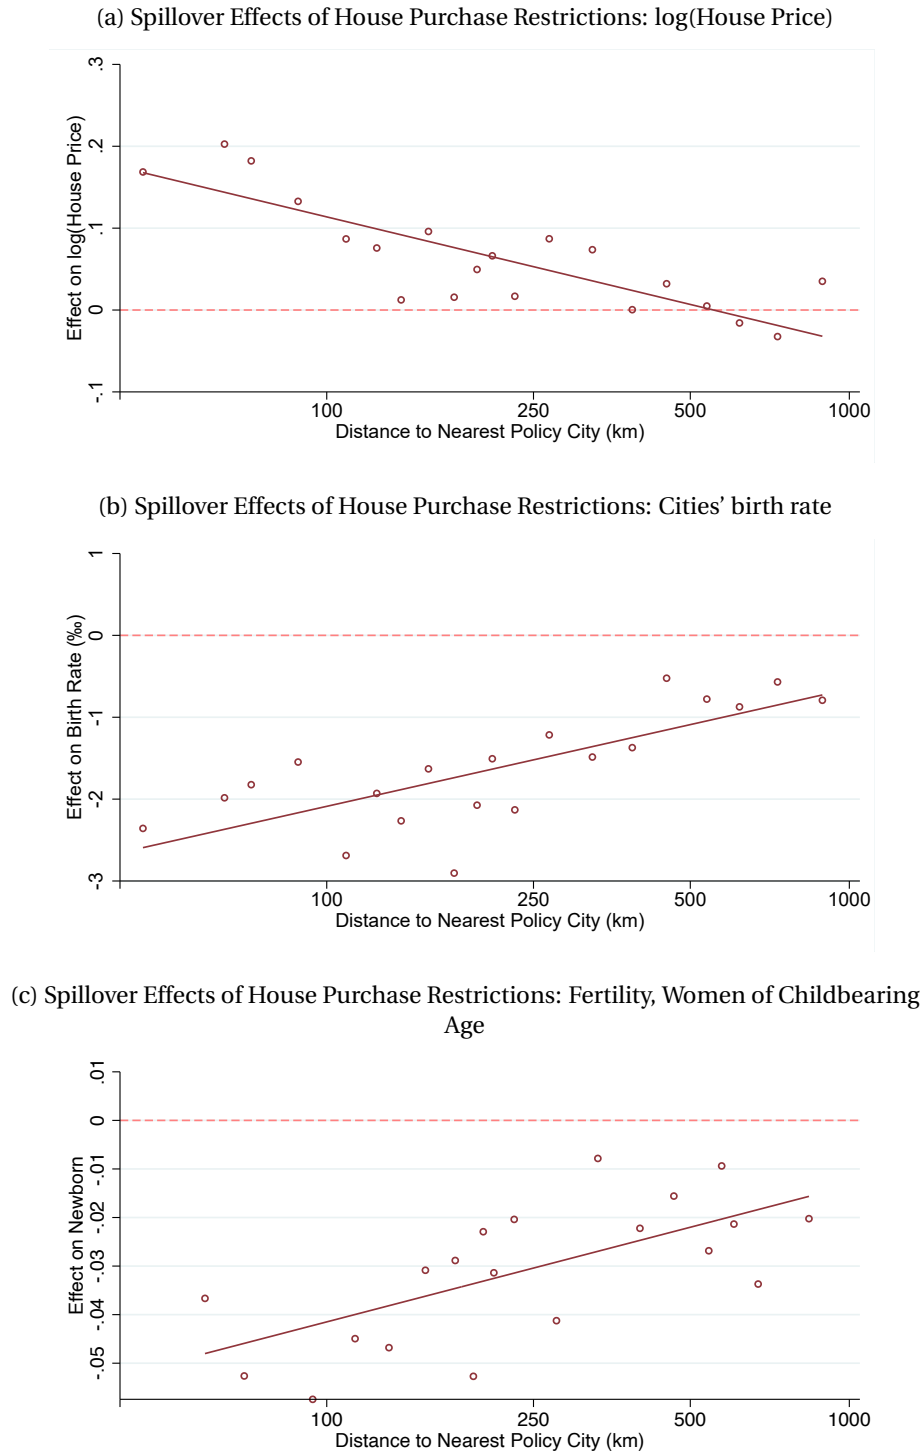 (a) Spillover Effects of House Purchase Restrictions: log(House Price)
.3
.2
.1
0
-.1
Effect on log(House Price)
100 250 500 1000
Distance to Nearest Policy City (km)
(b) Spillover Effects of House Purchase Restrictions: Cities’ birth rate
1
0
-1
-2
-3
Effect on Birth Rate (‰)
100 250 500 1000
Distance to Nearest Policy City (km)
(c) Spillover Effects of House Purchase Restrictions: Fertility, Women of Childbearing
Age
.01
0
-.01
-.02
-.03
-.04
-.05
Effect on Newborn
100 250 500 1000
Distance to Nearest Policy City (km)